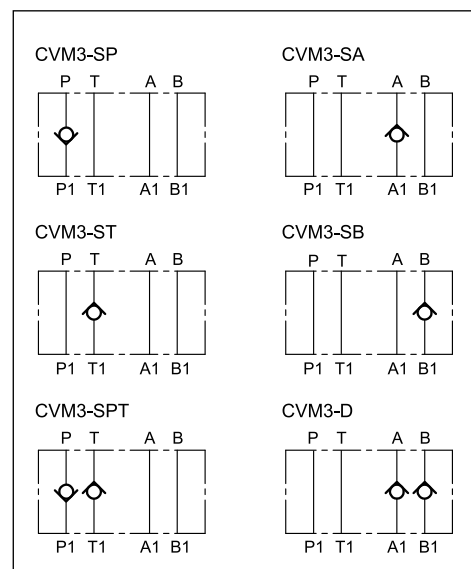 CVM3-SP
P T A B
P1 T1 A1 B1
CVM3-SA
P T A B
P1 T1 A1 B1
CVM3-ST
P T A B
P1 T1 A1 B1
CVM3-SB
P T A B
P1 T1 A1 B1
CVM3-SPT
P T A B
P1 T1 A1 B1
CVM3-D
P T A B
P1 T1 A1 B1